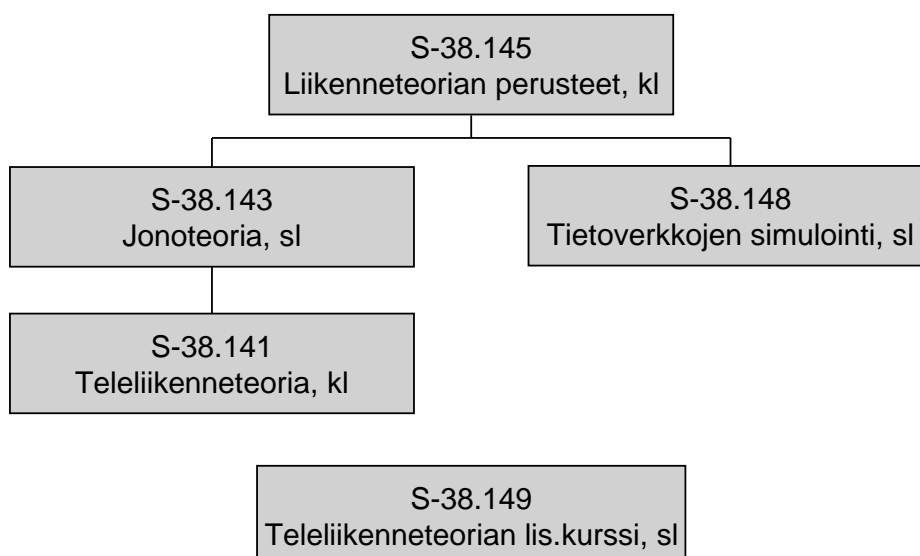 S-38.145
Liikenneteorian perusteet, kl
S-38.143
Jonoteoria, sl
S-38.148
Tietoverkkojen simulointi, sl
S-38.141
Teleliikenneteoria, kl
S-38.149
Teleliikenneteorian lis.kurssi, sl